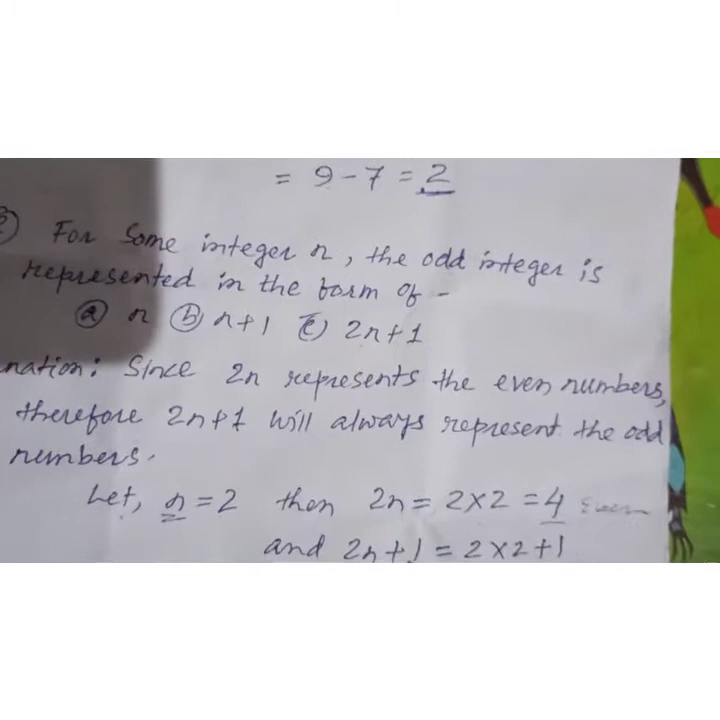 = 9 - 7 = 2
For Some integer n, the odd integer is
represented in the form of -
(a) n (b) n+1 (c) 2n+1
nation: Since 2n represents the even numbers,
therefore 2n+1 will always represent the odd
numbers.
Let, n = 2 then 2n = 2×2 = 4 even
and 2n+1 = 2×2+1